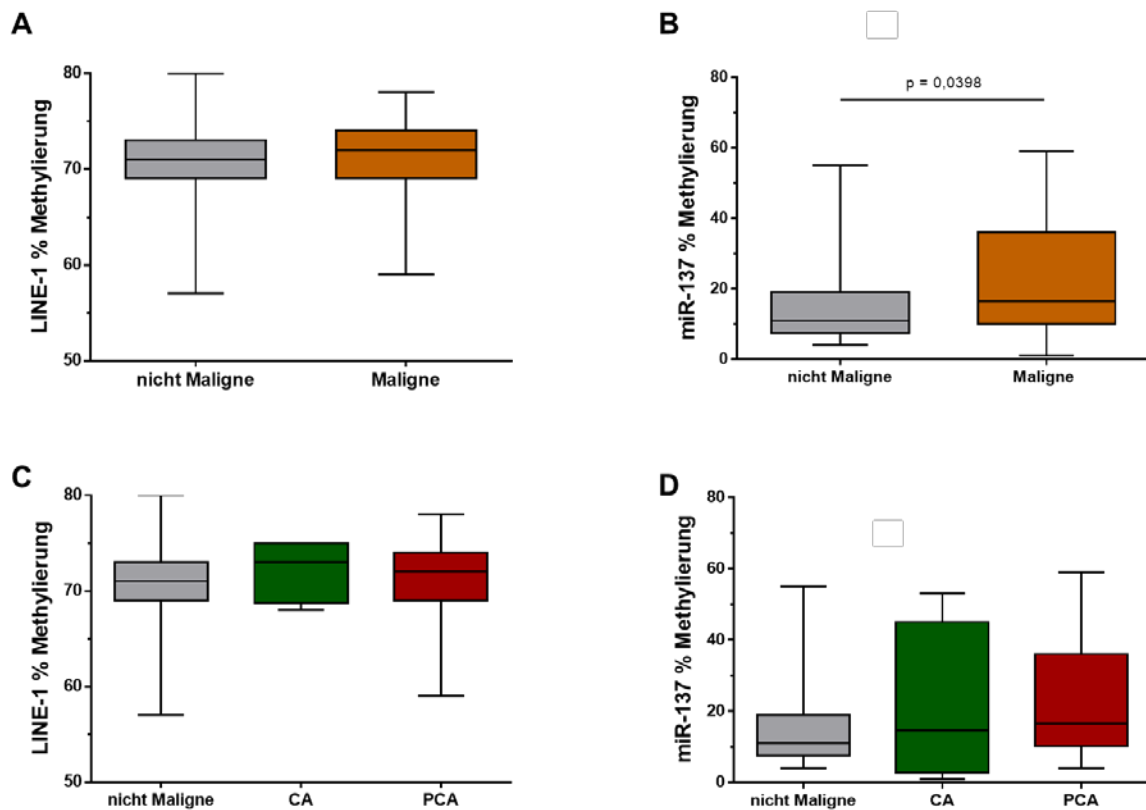 A
LINE-1 % Methylierung
80
70
60
50
nicht Maligne Maligne
B
miR-137 % Methylierung
80
60
40
20
0
p = 0,0398
nicht Maligne Maligne
C
LINE-1 % Methylierung
80
70
60
50
nicht Maligne CA PCA
D
miR-137 % Methylierung
80
60
40
20
0
nicht Maligne CA PCA